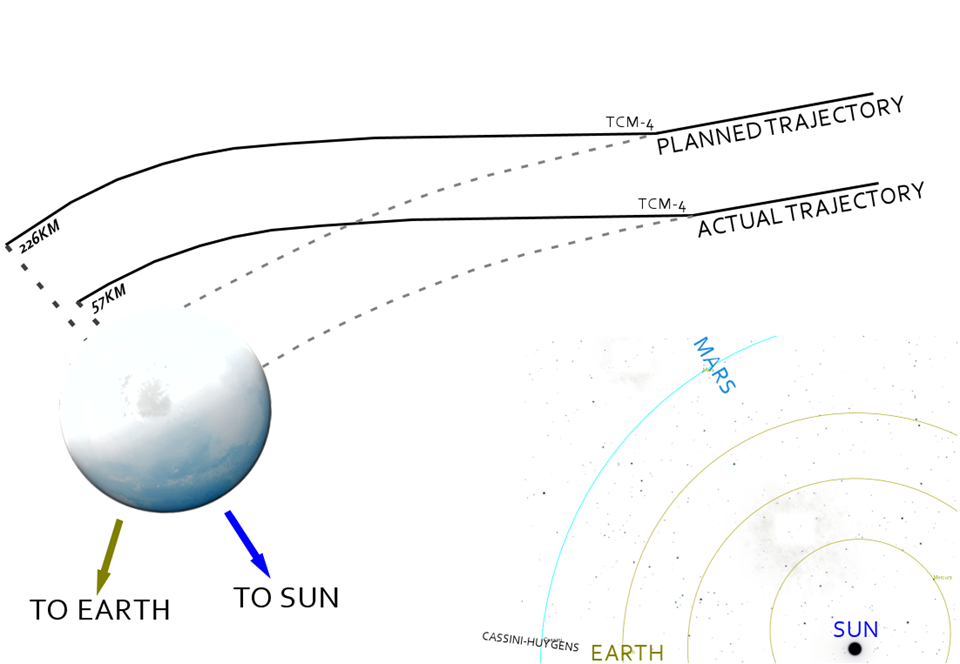 TCM-4
PLANNED TRAJECTORY
TCM-4
ACTUAL TRAJECTORY
226KM
57KM
MARS
Mercury
TO EARTH
TO SUN
SUN
CASSINI-HUYGENS
EARTH